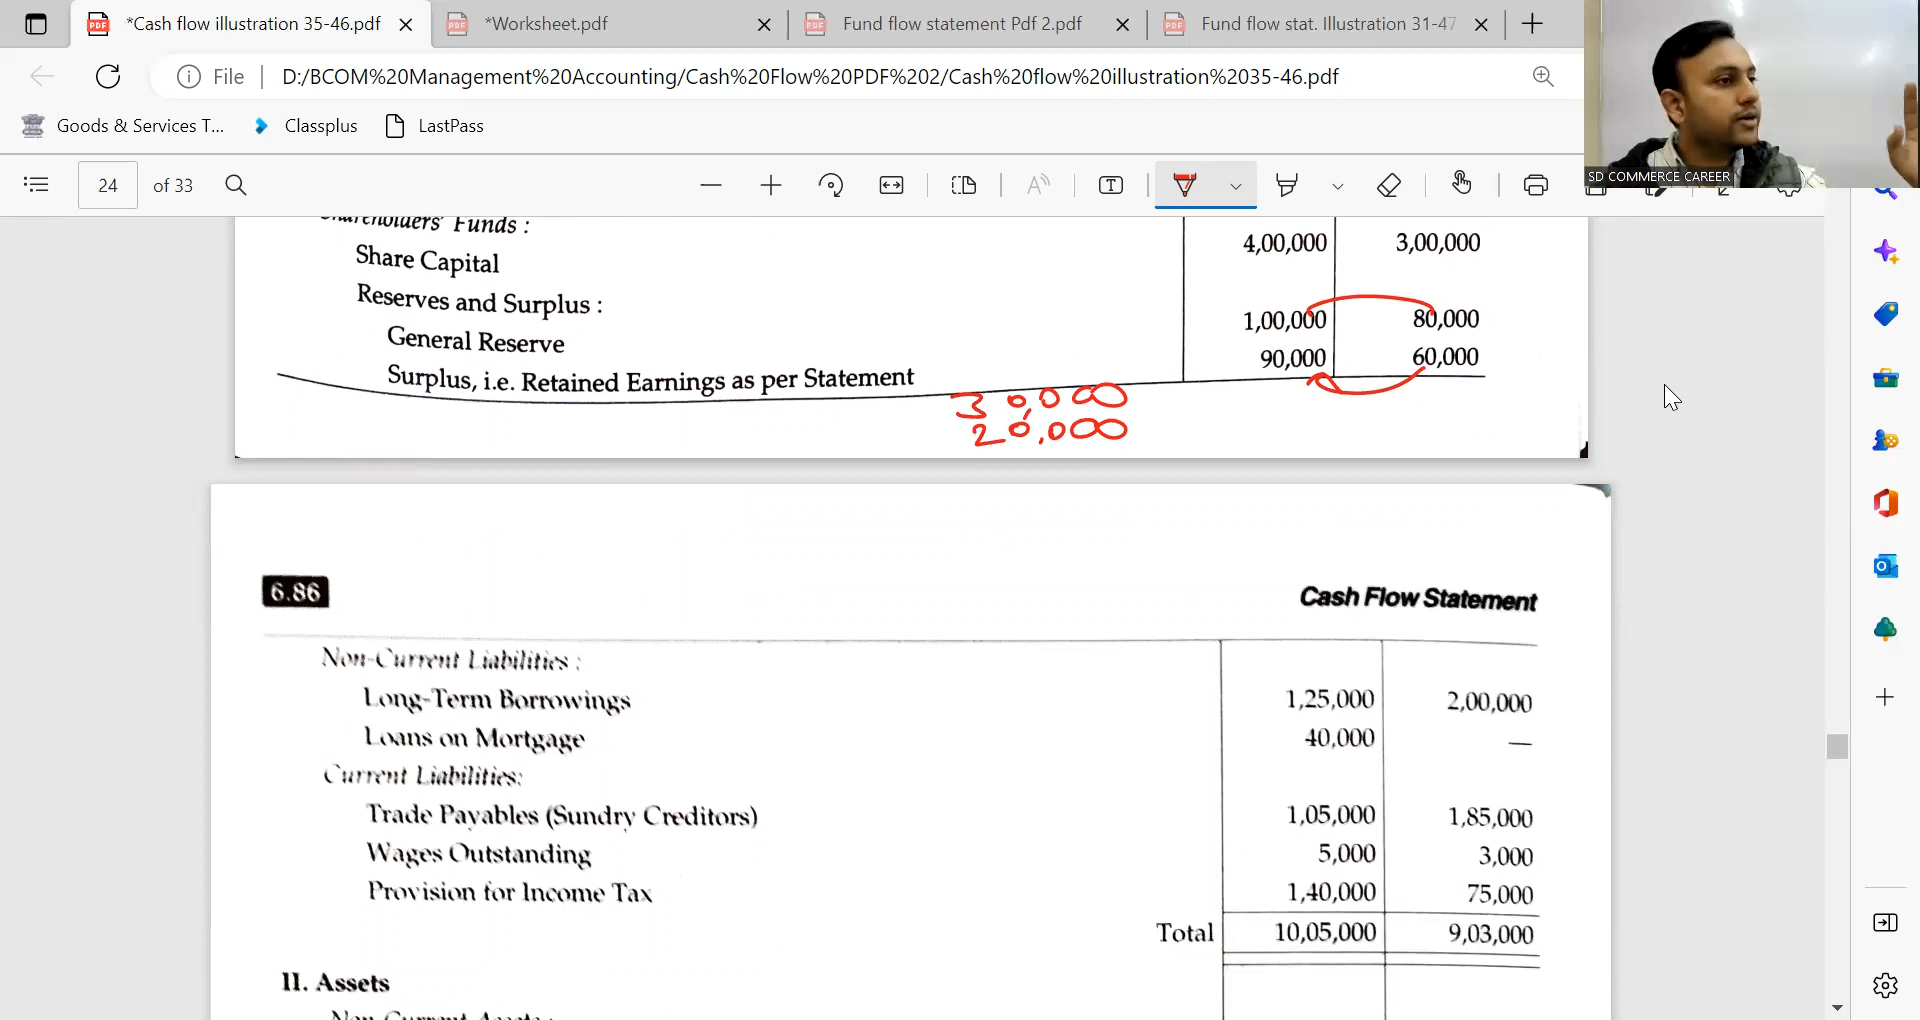 *Cash flow illustration 35-46.pdf
*Worksheet.pdf
Fund flow statement Pdf 2.pdf
Fund flow stat. Illustration 31-47
File
D:/BCOM%20Management%20Accounting/Cash%20Flow%20PDF%202/Cash%20flow%20illustration%2035-46.pdf
Goods & Services T...
Classplus
LastPass
SD COMMERCE CAREER
24 of 33
Shareholders' Funds :
Share Capital 4,00,000 3,00,000
Reserves and Surplus :
General Reserve 1,00,000 80,000
Surplus, i.e. Retained Earnings as per Statement 90,000 60,000
30,000
20,000
6.86
Cash Flow Statement
Non-Current Liabilities :
Long-Term Borrowings 1,25,000 2,00,000
Loans on Mortgage 40,000 —
Current Liabilities:
Trade Payables (Sundry Creditors) 1,05,000 1,85,000
Wages Outstanding 5,000 3,000
Provision for Income Tax 1,40,000 75,000
Total 10,05,000 9,03,000
II. Assets
Non-Current Assets :